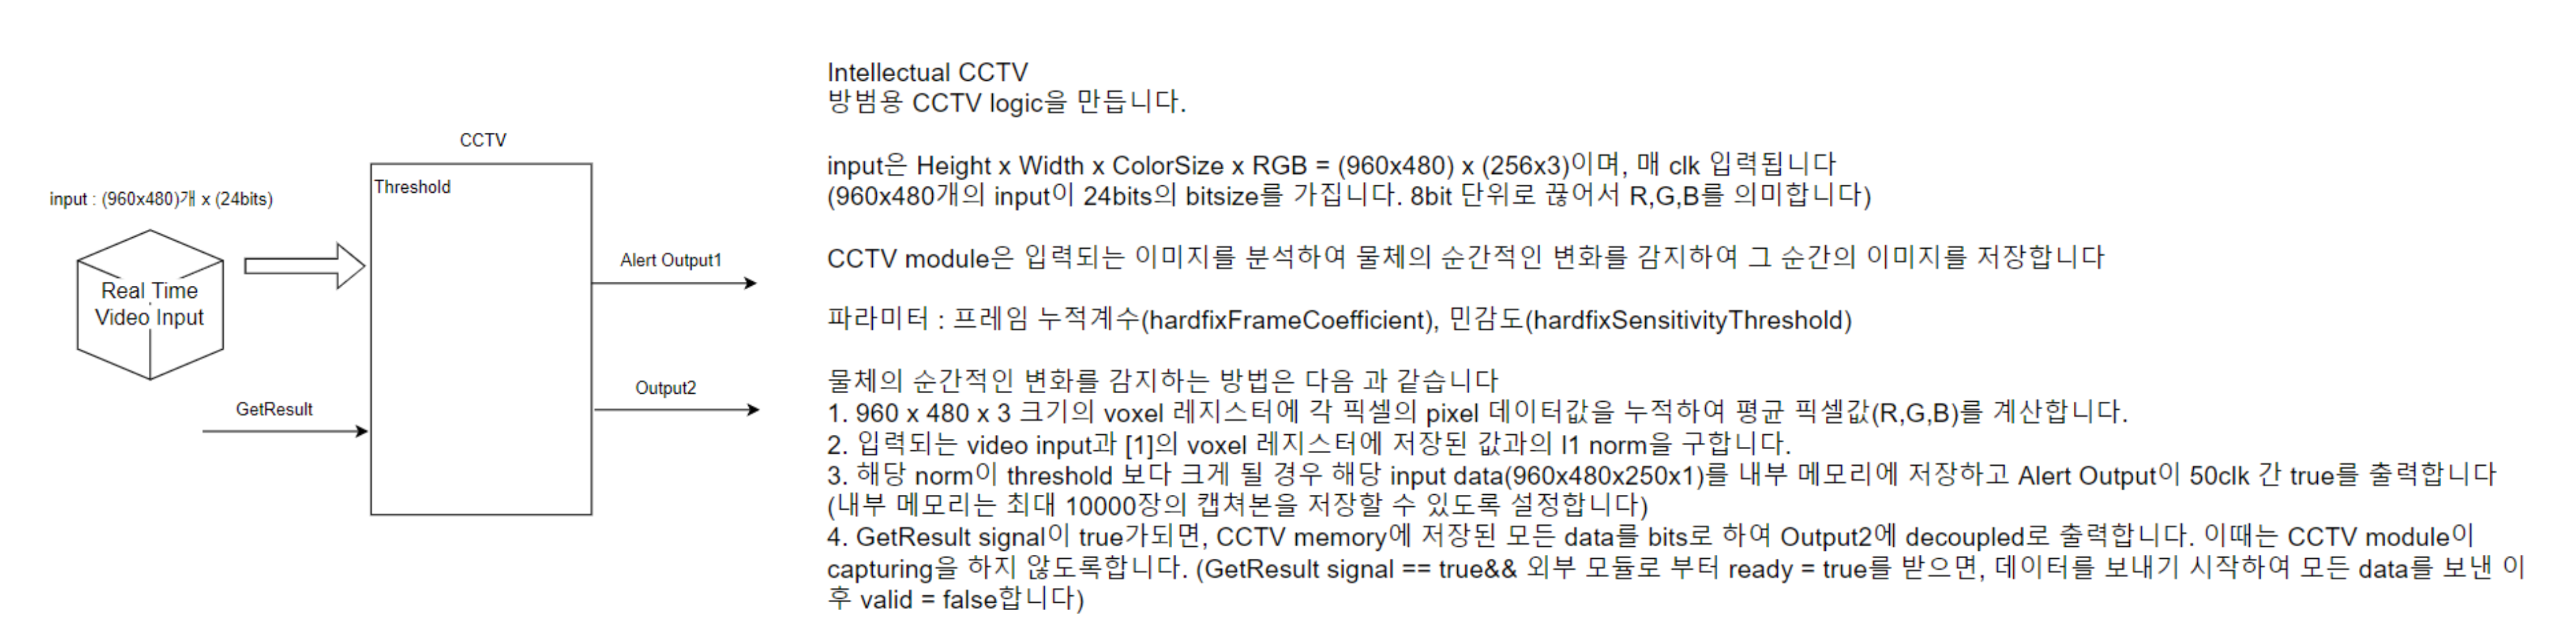 CCTV
Threshold
input : (960x480)개 x (24bits)
Real Time
Video Input
GetResult
Alert Output1
Output2
Intellectual CCTV
방범용 CCTV logic을 만듭니다.
input은 Height x Width x ColorSize x RGB = (960x480) x (256x3)이며, 매 clk 입력됩니다
(960x480개의 input이 24bits의 bitsize를 가집니다. 8bit 단위로 끊어서 R,G,B를 의미합니다)
CCTV module은 입력되는 이미지를 분석하여 물체의 순간적인 변화를 감지하여 그 순간의 이미지를 저장합니다
파라미터 : 프레임 누적계수(hardfixFrameCoefficient), 민감도(hardfixSensitivityThreshold)
물체의 순간적인 변화를 감지하는 방법은 다음 과 같습니다
1. 960 x 480 x 3 크기의 voxel 레지스터에 각 픽셀의 pixel 데이터값을 누적하여 평균 픽셀값(R,G,B)를 계산합니다.
2. 입력되는 video input과 [1]의 voxel 레지스터에 저장된 값과의 l1 norm을 구합니다.
3. 해당 norm이 threshold 보다 크게 될 경우 해당 input data(960x480x250x1)를 내부 메모리에 저장하고 Alert Output이 50clk 간 true를 출력합니다
(내부 메모리는 최대 10000장의 캡쳐본을 저장할 수 있도록 설정합니다)
4. GetResult signal이 true가되면, CCTV memory에 저장된 모든 data를 bits로 하여 Output2에 decoupled로 출력합니다. 이때는 CCTV module이
capturing을 하지 않도록합니다. (GetResult signal == true&& 외부 모듈로 부터 ready = true를 받으면, 데이터를 보내기 시작하여 모든 data를 보낸 이
후 valid = false합니다)